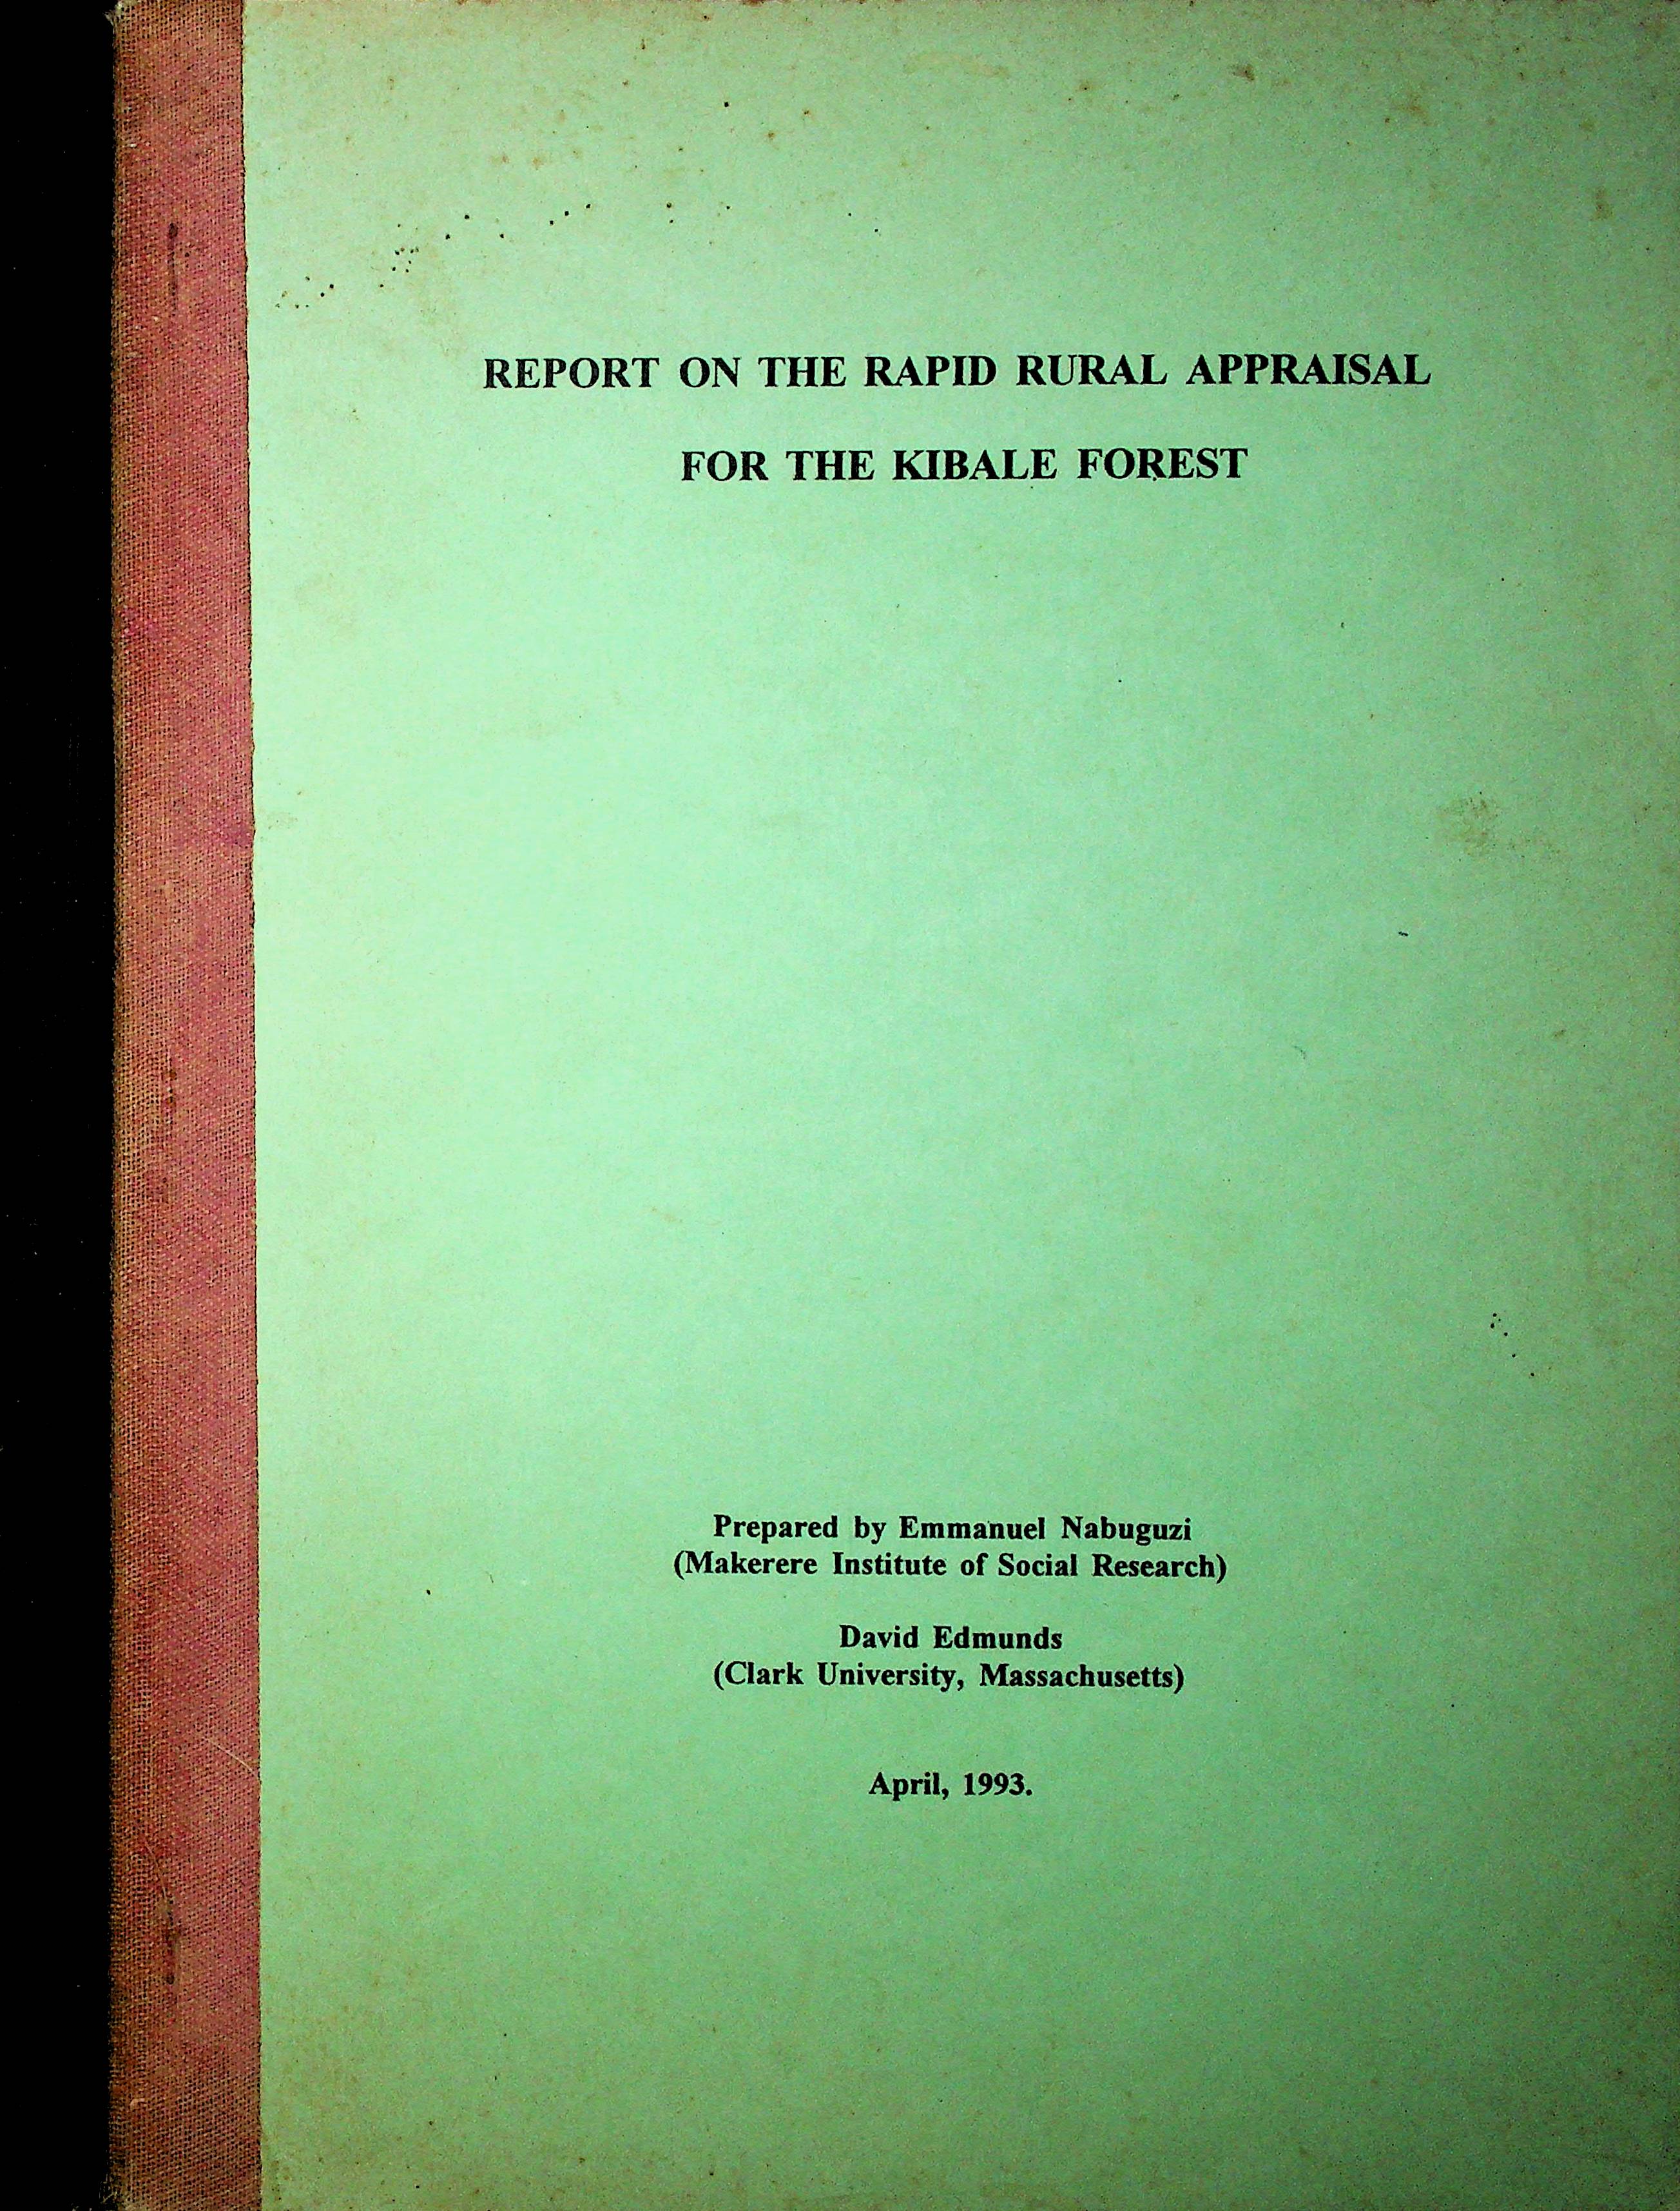 REPORT ON THE RAPID RURAL APPRAISAL
FOR THE KIBALE FOREST
Prepared by Emmanuel Nabuguzi
(Makerere Institute of Social Research)
David Edmunds
(Clark University, Massachusetts)
April, 1993.